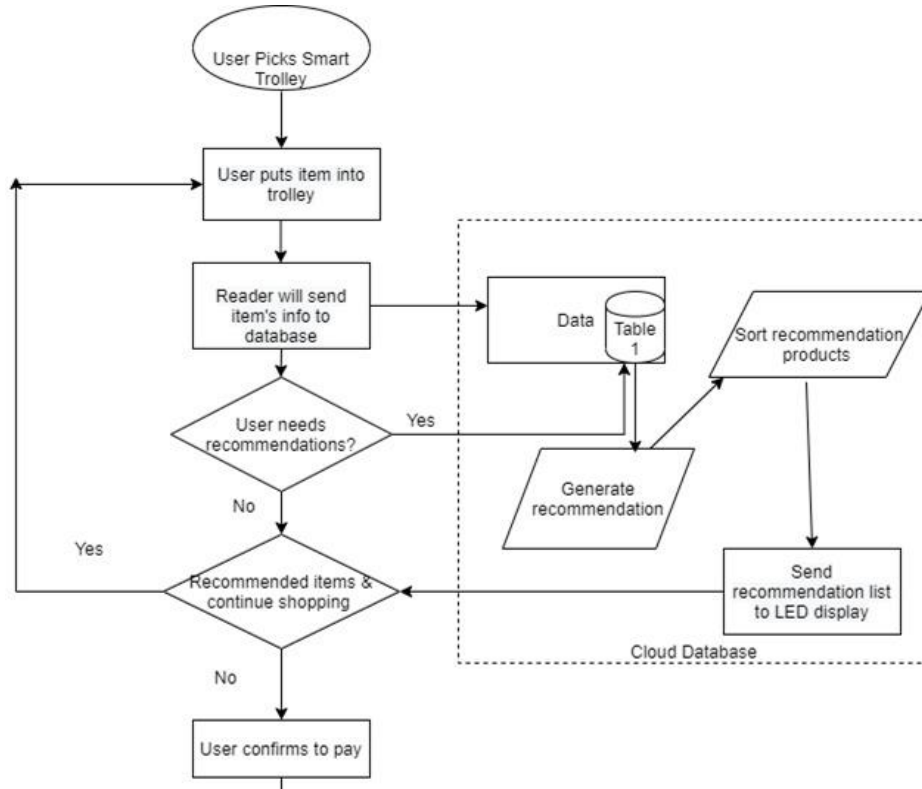 User Picks Smart
Trolley
User puts item into
trolley
Reader will send
item's info to
database
Data
Table
1
Sort recommendation
products
User needs
recommendations?
Yes
Generate
recommendation
No
Yes
Recommended items &
continue shopping
Send
recommendation list
to LED display
Cloud Database
No
User confirms to pay